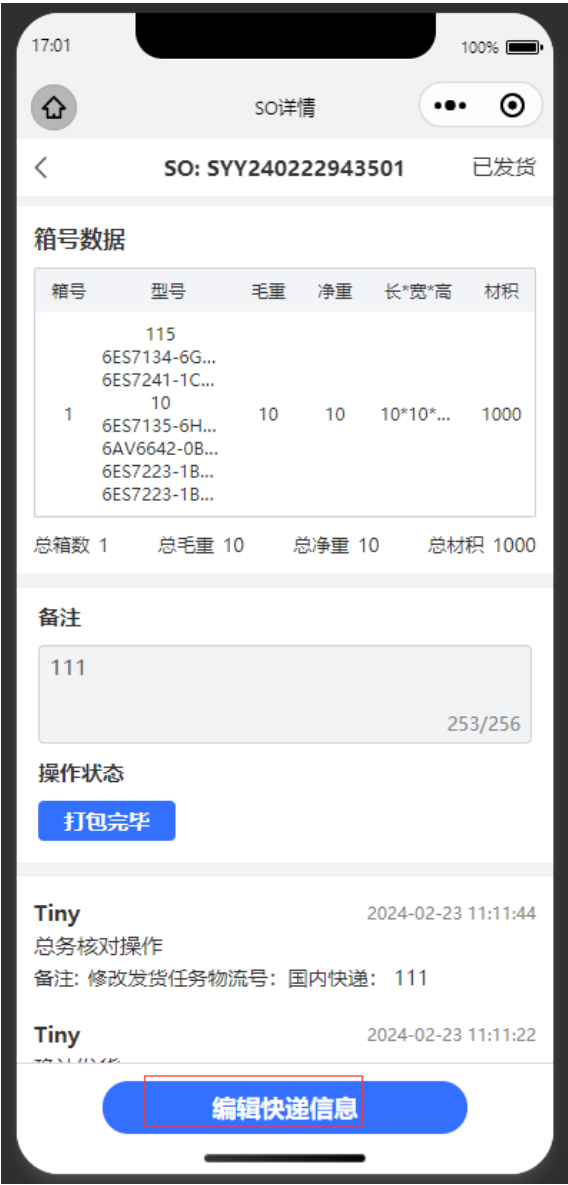 17:01
100%
SO详情
SO: SYY240222943501
已发货
箱号数据
箱号 型号 毛重 净重 长*宽*高 材积
115
6ES7134-6G...
6ES7241-1C...
10
1 6ES7135-6H... 10 10 10*10*... 1000
6AV6642-0B...
6ES7223-1B...
6ES7223-1B...
总箱数 1 总毛重 10 总净重 10 总材积 1000
备注
111
253/256
操作状态
打包完毕
Tiny 2024-02-23 11:11:44
总务核对操作
备注: 修改发货任务物流号：国内快递： 111
Tiny 2024-02-23 11:11:22
编辑快递信息